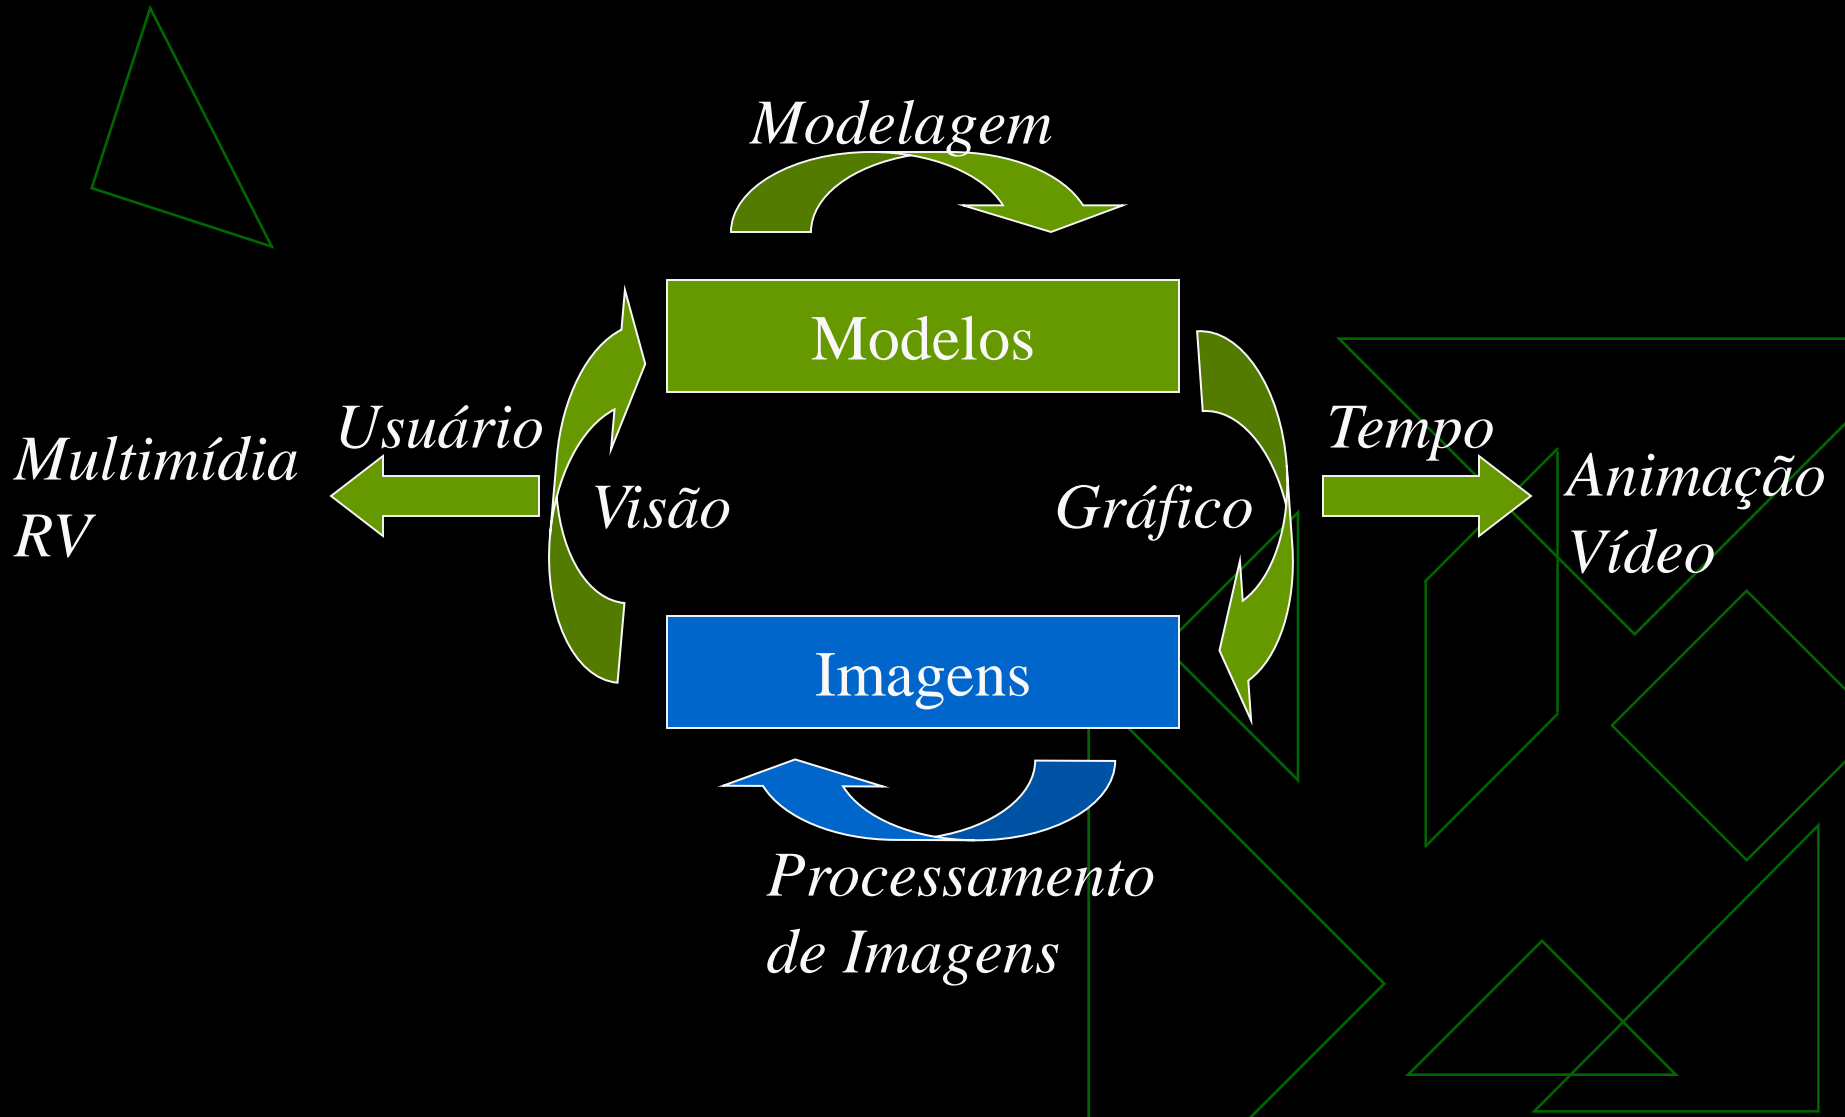 Modelagem
Modelos
Usuário
Multimídia
RV
Visão
Gráfico
Tempo
Animação
Vídeo
Imagens
Processamento
de Imagens